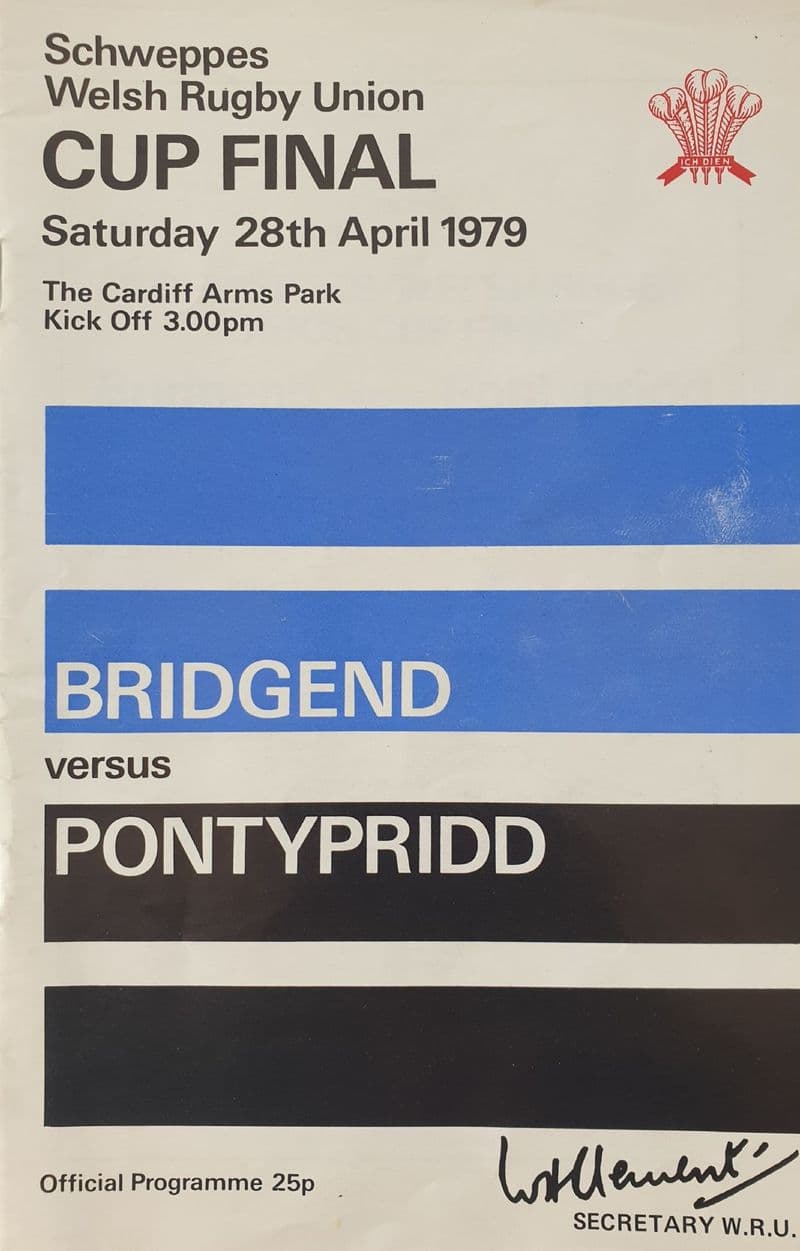 Schweppes
Welsh Rugby Union
CUP FINAL
Saturday 28th April 1979
ICH DIEN
The Cardiff Arms Park
Kick Off 3.00pm
BRIDGEND
versus
PONTYPRIDD
Official Programme 25p
WHClement
SECRETARY W.R.U.